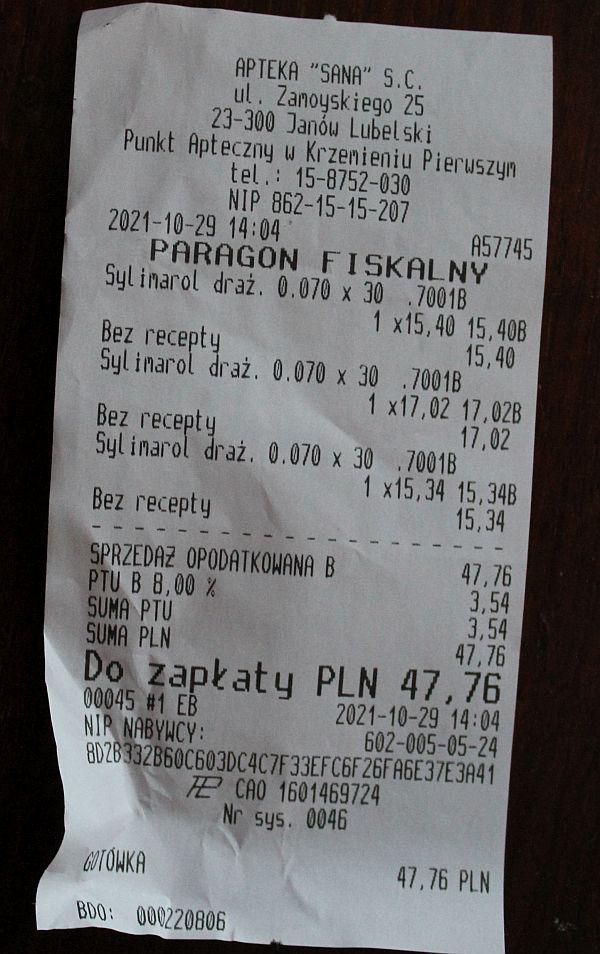 APTEKA "SANA" S.C.
ul. Zamoyskiego 25
23-300 Janów Lubelski
Punkt Apteczny w Krzemieniu Pierwszym
tel.: 15-8752-030
NIP 862-15-15-207
2021-10-29 14:04 A57745
PARAGON FISKALNY
Sylimarol draż. 0.070 x 30 .7001B
1 x15,40 15,40B
Bez recepty 15,40
Sylimarol draż. 0.070 x 30 .7001B
1 x17,02 17,02B
Bez recepty 17,02
Sylimarol draż. 0.070 x 30 .7001B
1 x15,34 15,34B
Bez recepty 15,34
SPRZEDAŻ OPODATKOWANA B 47,76
PTU B 8,00 % 3,54
SUMA PTU 3,54
SUMA PLN 47,76
Do zapłaty PLN 47,76
00045 #1 EB 2021-10-29 14:04
NIP NABYWCY: 602-005-05-24
8D2B332B60C603DC4C7F33EFC6F26FA6E37E3A41
CAO 1601469724
Nr sys. 0046
GOTÓWKA 47,76 PLN
BDO: 000220806